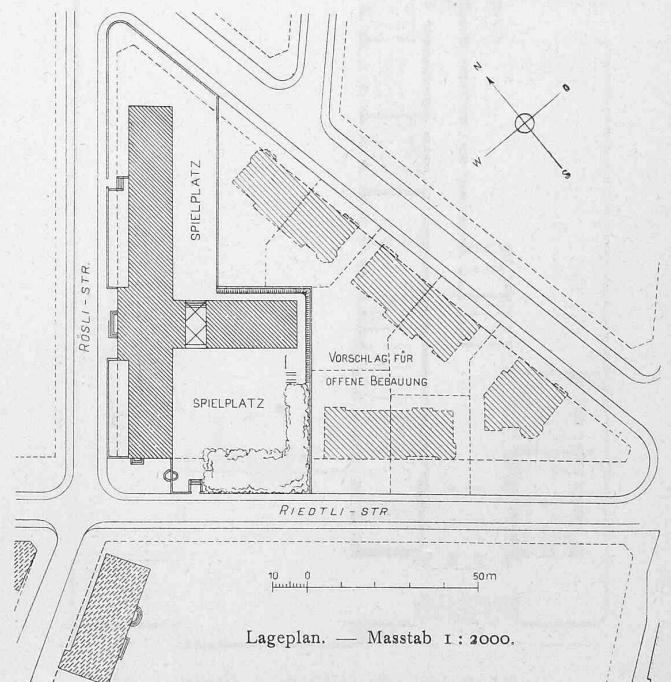 N
O
W
S
SPIELPLATZ
RÖSLI-STR.
VORSCHLAG FÜR
OFFENE BEBAUUNG
SPIELPLATZ
RIEDTLI-STR.
10 0 50m
Lageplan. — Masstab 1 : 2000.